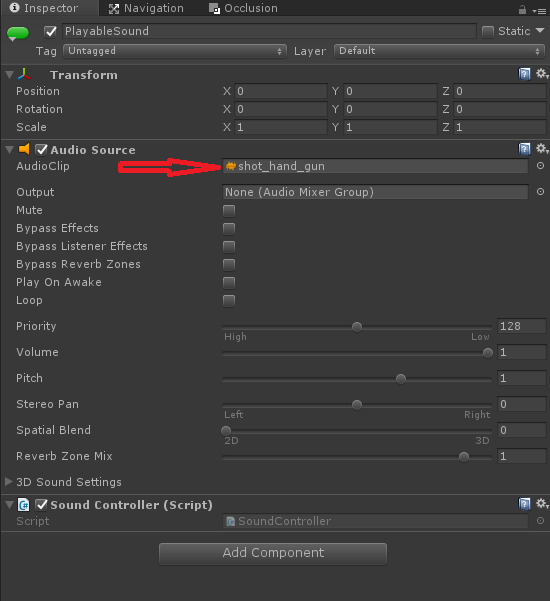 Inspector Navigation Occlusion
PlayableSound Static
Tag Untagged Layer Default
Transform
Position X 0 Y 0 Z 0
Rotation X 0 Y 0 Z 0
Scale X 1 Y 1 Z 1
Audio Source
AudioClip shot_hand_gun
Output None (Audio Mixer Group)
Mute
Bypass Effects
Bypass Listener Effects
Bypass Reverb Zones
Play On Awake
Loop
Priority 128
High Low
Volume 1
Pitch 1
Stereo Pan 0
Left Right
Spatial Blend 0
2D 3D
Reverb Zone Mix 1
3D Sound Settings
Sound Controller (Script)
Script SoundController
Add Component